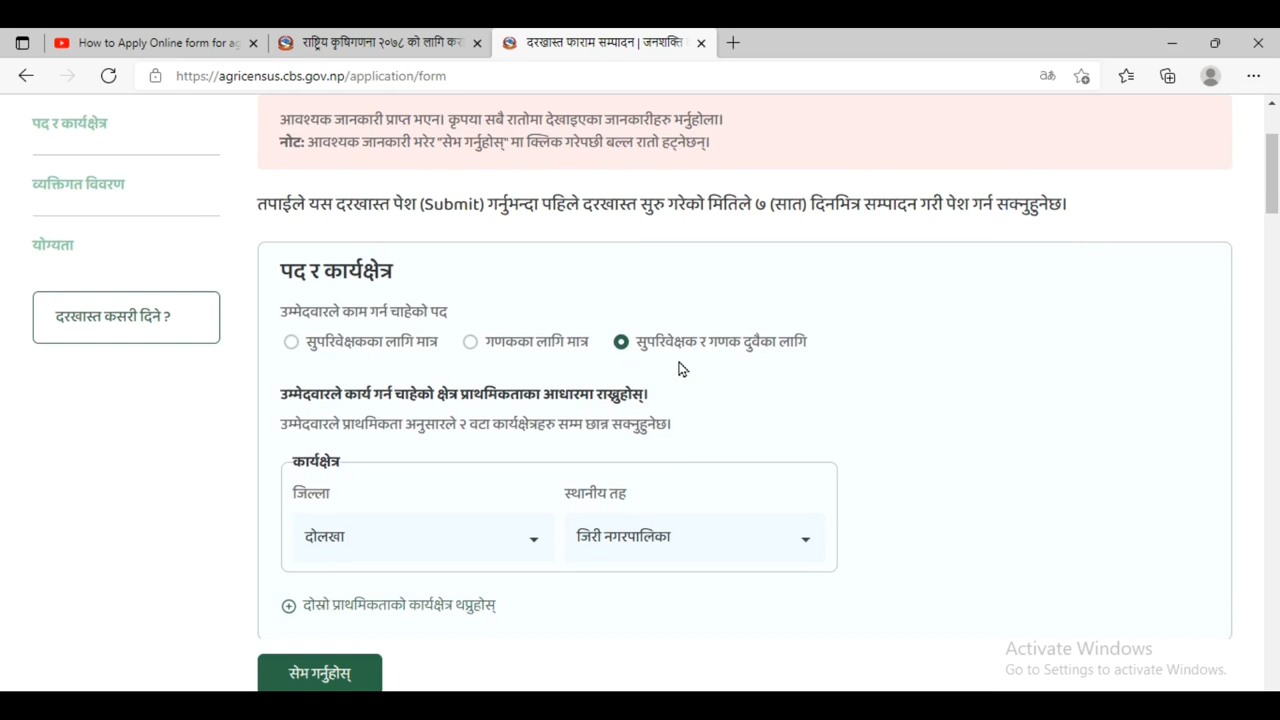 How to Apply Online form for ag
राष्ट्रिय कृषिगणना २०७८ को लागि कर
दरखास्त फाराम सम्पादन | जनशक्ति
https://agricensus.cbs.gov.np/application/form
पद र कार्यक्षेत्र
व्यक्तिगत विवरण
योग्यता
दरखास्त कसरी दिने ?
आवश्यक जानकारी प्राप्त भएन। कृपया सबै रातोमा देखाइएका जानकारीहरु भर्नुहोला।
नोट: आवश्यक जानकारी भरेर "सेभ गर्नुहोस्" मा क्लिक गरेपछी बल्ल रातो हट्नेछन्।
तपाईले यस दरखास्त पेश (Submit) गर्नुभन्दा पहिले दरखास्त सुरु गरेको मितिले ७ (सात) दिनभित्र सम्पादन गरी पेश गर्न सक्नुहुनेछ।
पद र कार्यक्षेत्र
उम्मेदवारले काम गर्न चाहेको पद
सुपरिवेक्षकका लागि मात्र
गणकका लागि मात्र
सुपरिवेक्षक र गणक दुवैका लागि
उम्मेदवारले कार्य गर्न चाहेको क्षेत्र प्राथमिकताका आधारमा राख्नुहोस्।
उम्मेदवारले प्राथमिकता अनुसारले २ वटा कार्यक्षेत्रहरु सम्म छान्न सक्नुहुनेछ।
कार्यक्षेत्र
जिल्ला
स्थानीय तह
दोलखा
जिरी नगरपालिका
दोस्रो प्राथमिकताको कार्यक्षेत्र थप्नुहोस्
सेभ गर्नुहोस्
Activate Windows
Go to Settings to activate Windows.